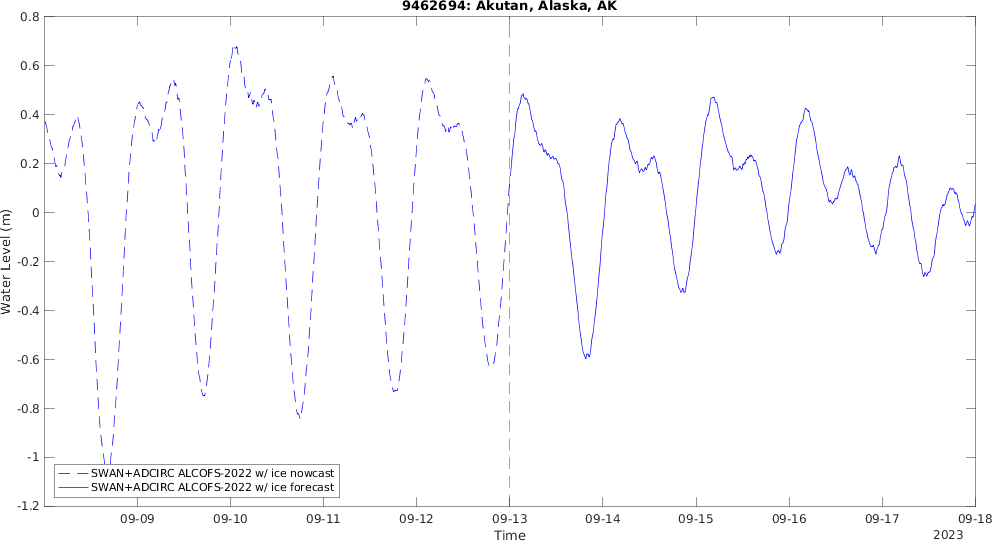 9462694: Akutan, Alaska, AK
0.8
0.6
0.4
0.2
0
-0.2
-0.4
-0.6
-0.8
-1
-1.2
Water Level (m)
SWAN+ADCIRC ALCOFS-2022 w/ ice nowcast
SWAN+ADCIRC ALCOFS-2022 w/ ice forecast
09-09 09-10 09-11 09-12 09-13 09-14 09-15 09-16 09-17 09-18
Time
2023